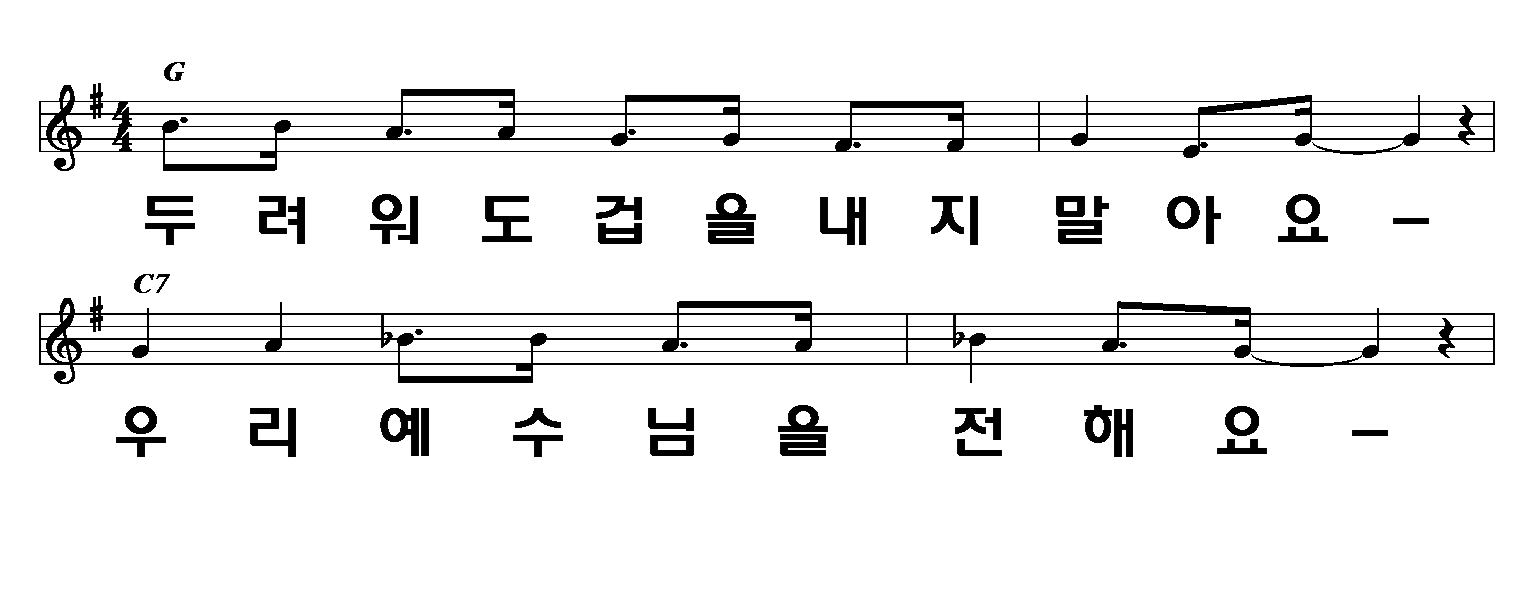 G
두 려 워 도 겁 을 내 지 말 아 요 –
C7
우 리 예 수 님 을 전 해 요 –